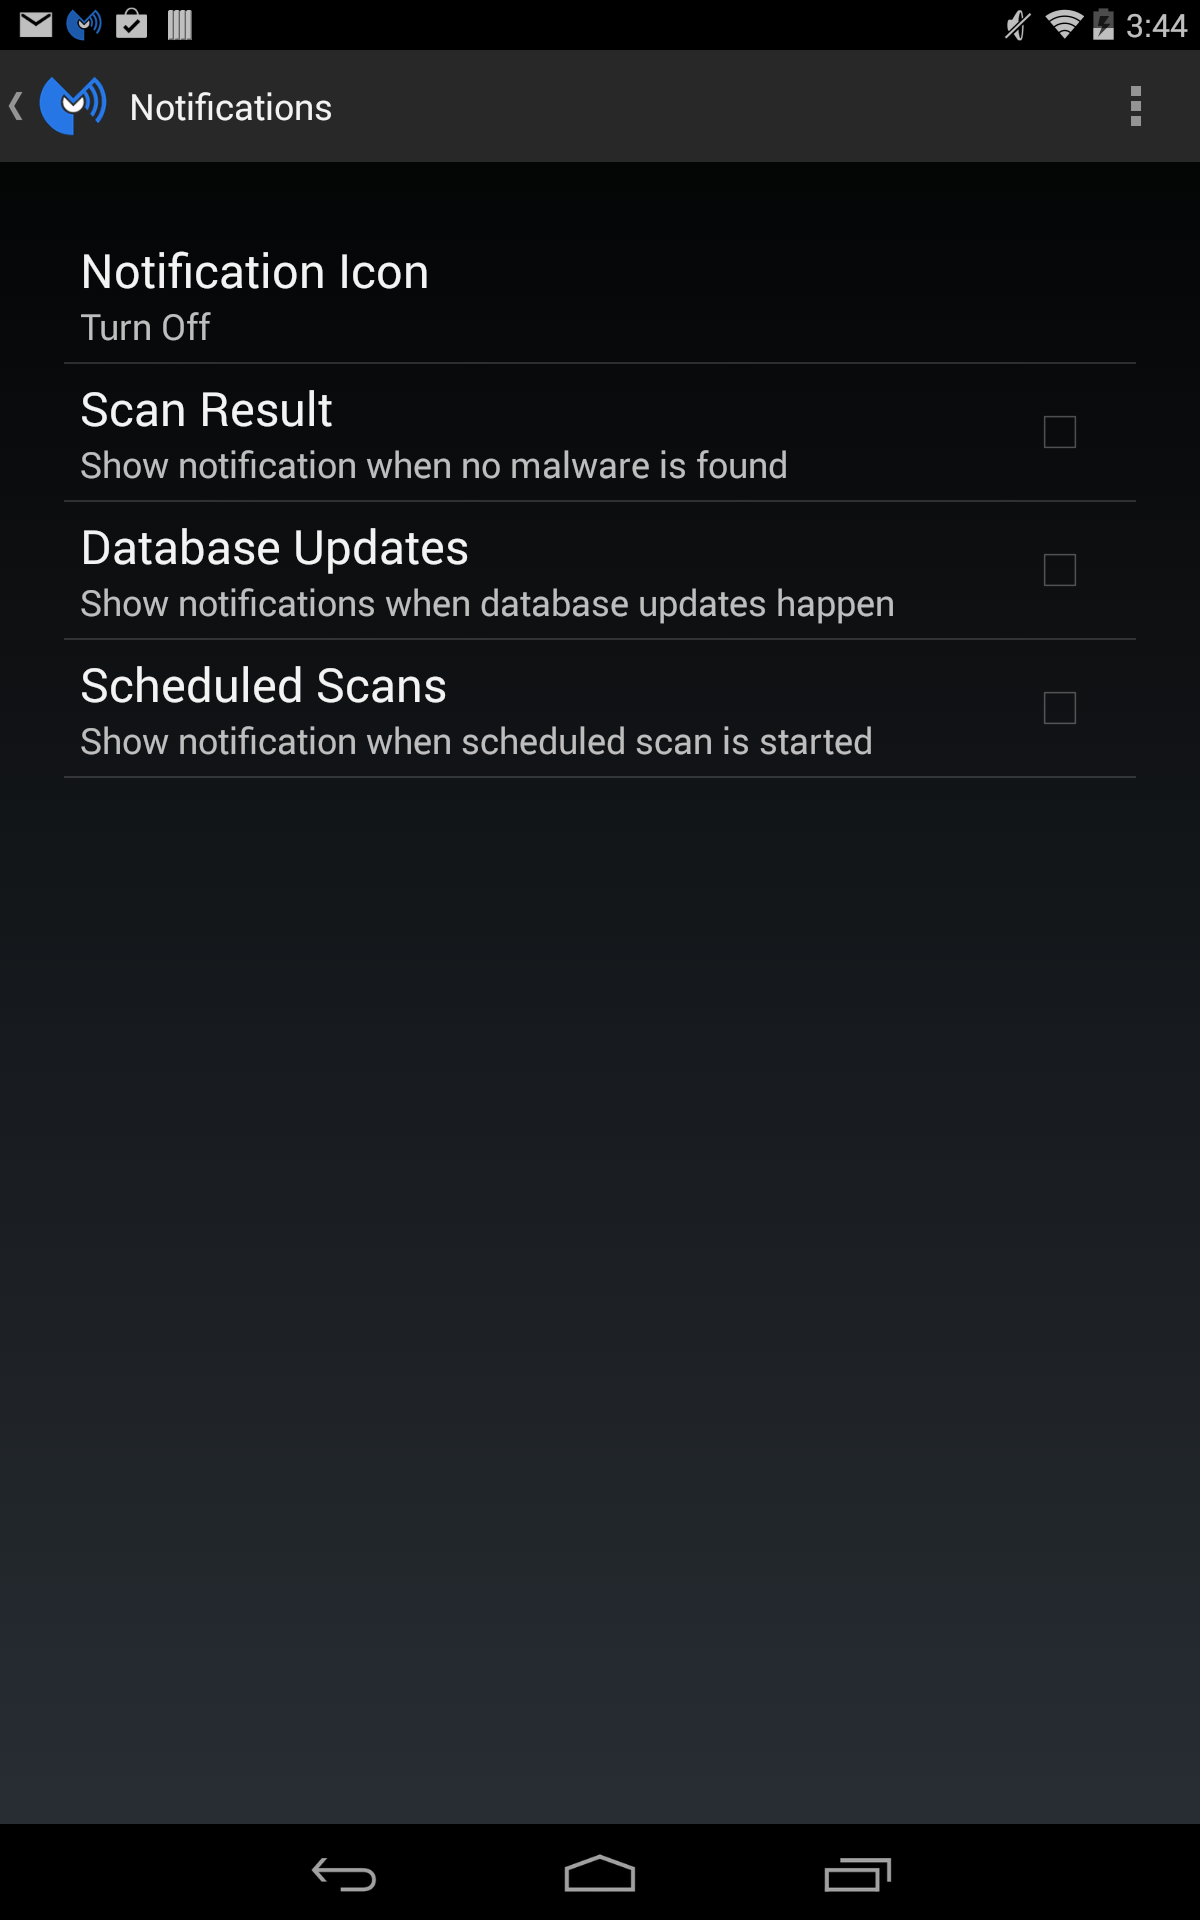 3:44
Notifications
Notification Icon
Turn Off
Scan Result
Show notification when no malware is found
Database Updates
Show notifications when database updates happen
Scheduled Scans
Show notification when scheduled scan is started